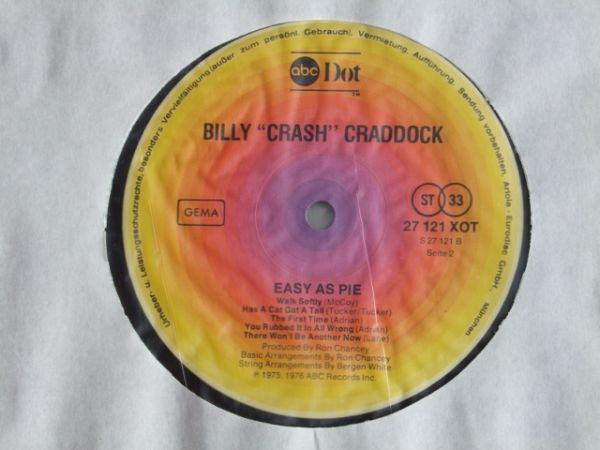 Urheber- u. Leistungsschutzrechte, besonders Vervielfältigung (außer zum persönl. Gebrauch), Vermietung, Aufführung, Sendung vorbehalten. Ariola-Eurodisc GmbH, München
abc Dot
TM
BILLY "CRASH" CRADDOCK
GEMA
ST 33
27 121 XOT
S 27 121 B
Seite 2
EASY AS PIE
Walk Softly (McCoy)
Has A Cat Got A Tail (Tucker/Tucker)
The First Time (Adrian)
You Rubbed It In All Wrong (Adrian)
There Won't Be Another Now (Lane)
Produced By Ron Chancey
Basic Arrangements By Ron Chancey
String Arrangements By Bergen White
℗ 1975, 1976 ABC Records Inc.